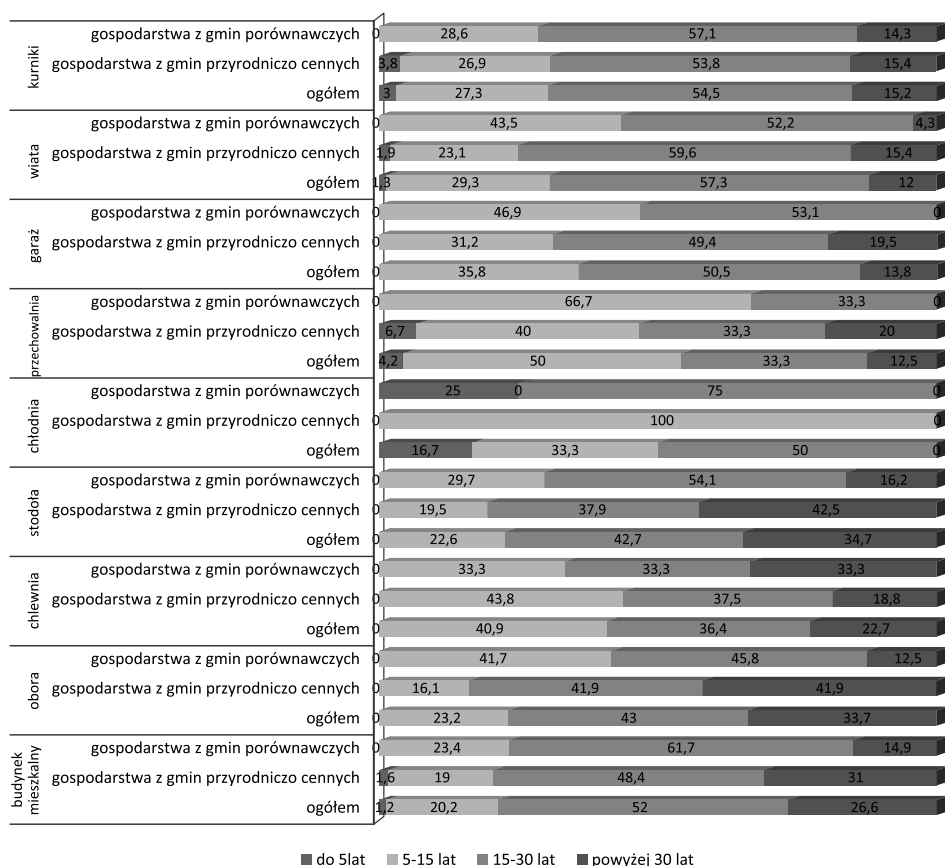 kurniki
gospodarstwa z gmin porównawczych 0 28,6 57,1 14,3
gospodarstwa z gmin przyrodniczo cennych 3,8 26,9 53,8 15,4
ogółem 3 27,3 54,5 15,2
wiata
gospodarstwa z gmin porównawczych 0 43,5 52,2 4,3
gospodarstwa z gmin przyrodniczo cennych 1,9 23,1 59,6 15,4
ogółem 1,3 29,3 57,3 12
garaż
gospodarstwa z gmin porównawczych 0 46,9 53,1 0
gospodarstwa z gmin przyrodniczo cennych 0 31,2 49,4 19,5
ogółem 0 35,8 50,5 13,8
przechowalnia
gospodarstwa z gmin porównawczych 0 66,7 33,3 0
gospodarstwa z gmin przyrodniczo cennych 6,7 40 33,3 20
ogółem 4,2 50 33,3 12,5
chłodnia
gospodarstwa z gmin porównawczych 25 0 75 0
gospodarstwa z gmin przyrodniczo cennych 0 100 0
ogółem 16,7 33,3 50 0
stodoła
gospodarstwa z gmin porównawczych 0 29,7 54,1 16,2
gospodarstwa z gmin przyrodniczo cennych 0 19,5 37,9 42,5
ogółem 0 22,6 42,7 34,7
chlewnia
gospodarstwa z gmin porównawczych 0 33,3 33,3 33,3
gospodarstwa z gmin przyrodniczo cennych 0 43,8 37,5 18,8
ogółem 0 40,9 36,4 22,7
obora
gospodarstwa z gmin porównawczych 0 41,7 45,8 12,5
gospodarstwa z gmin przyrodniczo cennych 0 16,1 41,9 41,9
ogółem 0 23,2 43 33,7
budynek
mieszkalny
gospodarstwa z gmin porównawczych 0 23,4 61,7 14,9
gospodarstwa z gmin przyrodniczo cennych 1,6 19 48,4 31
ogółem 1,2 20,2 52 26,6
do 5lat 5-15 lat 15-30 lat powyżej 30 lat